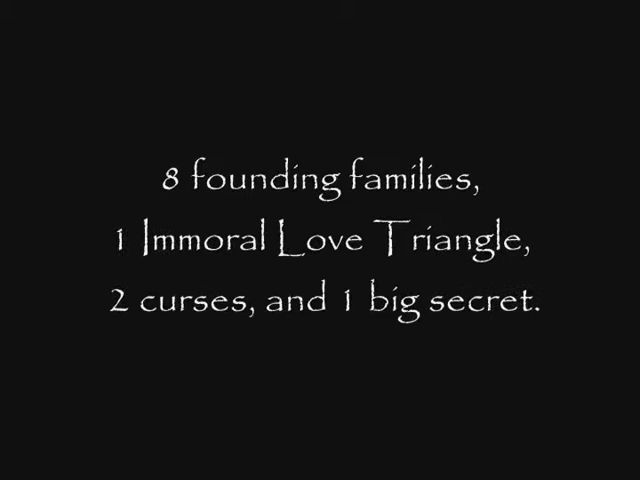 8 founding families,
1 Immoral Love Triangle,
2 curses, and 1 big secret.